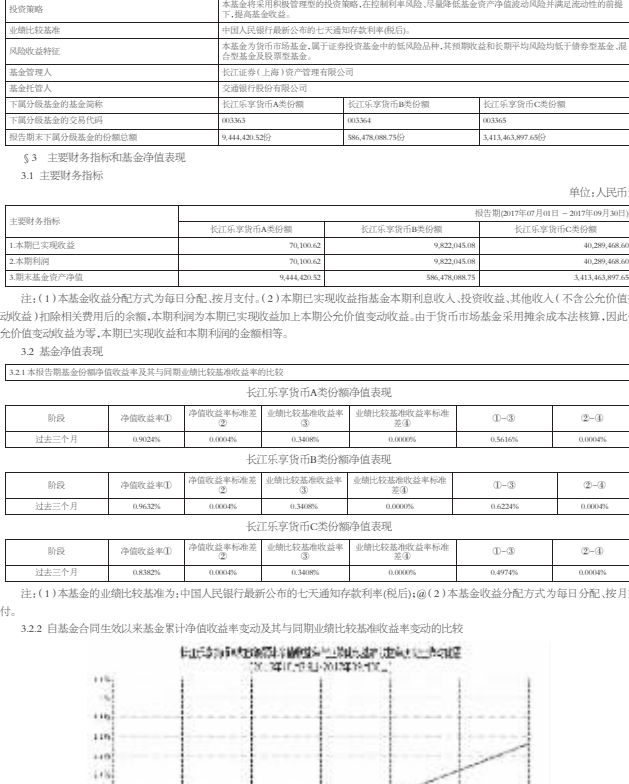 投资策略 本基金将采用积极管理型的投资策略,在控制利率风险、尽量降低基金资产净值波动风险并满足流动性的前提
下,提高基金收益。
业绩比较基准 中国人民银行最新公布的七天通知存款利率(税后)。
风险收益特征 本基金为货币市场基金,属于证券投资基金中的低风险品种,其预期收益和长期平均风险均低于债券型基金、混
合型基金及股票型基金。
基金管理人 长江证券(上海)资产管理有限公司
基金托管人 交通银行股份有限公司
下属分级基金的基金简称 长江乐享货币A类份额 长江乐享货币B类份额 长江乐享货币C类份额
下属分级基金的交易代码 003363 003364 003365
报告期末下属分级基金的份额总额 9,444,420.52份 586,478,088.75份 3,413,463,897.65份
§3 主要财务指标和基金净值表现
3.1 主要财务指标
单位:人民币
主要财务指标 报告期(2017年07月01日 - 2017年09月30日)
长江乐享货币A类份额 长江乐享货币B类份额 长江乐享货币C类份额
1.本期已实现收益 70,100.62 9,822,045.08 40,289,468.60
2.本期利润 70,100.62 9,822,045.08 40,289,468.60
3.期末基金资产净值 9,444,420.52 586,478,088.75 3,413,463,897.65
注:(1)本基金收益分配方式为每日分配、按月支付。(2)本期已实现收益指基金本期利息收入、投资收益、其他收入(不含公允价值
动收益)扣除相关费用后的余额,本期利润为本期已实现收益加上本期公允价值变动收益。由于货币市场基金采用摊余成本法核算,因此
允价值变动收益为零,本期已实现收益和本期利润的金额相等。
3.2 基金净值表现
3.2.1 本报告期基金份额净值收益率及其与同期业绩比较基准收益率的比较
长江乐享货币A类份额净值表现
阶段 净值收益率① 净值收益率标准差② 业绩比较基准收益率③ 业绩比较基准收益率标准差④ ①-③ ②-④
过去三个月 0.9024% 0.0004% 0.3408% 0.0000% 0.5616% 0.0004%
长江乐享货币B类份额净值表现
阶段 净值收益率① 净值收益率标准差② 业绩比较基准收益率③ 业绩比较基准收益率标准差④ ①-③ ②-④
过去三个月 0.9632% 0.0004% 0.3408% 0.0000% 0.6224% 0.0004%
长江乐享货币C类份额净值表现
阶段 净值收益率① 净值收益率标准差② 业绩比较基准收益率③ 业绩比较基准收益率标准差④ ①-③ ②-④
过去三个月 0.8382% 0.0004% 0.3408% 0.0000% 0.4974% 0.0004%
注:(1)本基金的业绩比较基准为:中国人民银行最新公布的七天通知存款利率(税后);@(2)本基金收益分配方式为每日分配、按月
付。
3.2.2 自基金合同生效以来基金累计净值收益率变动及其与同期业绩比较基准收益率变动的比较